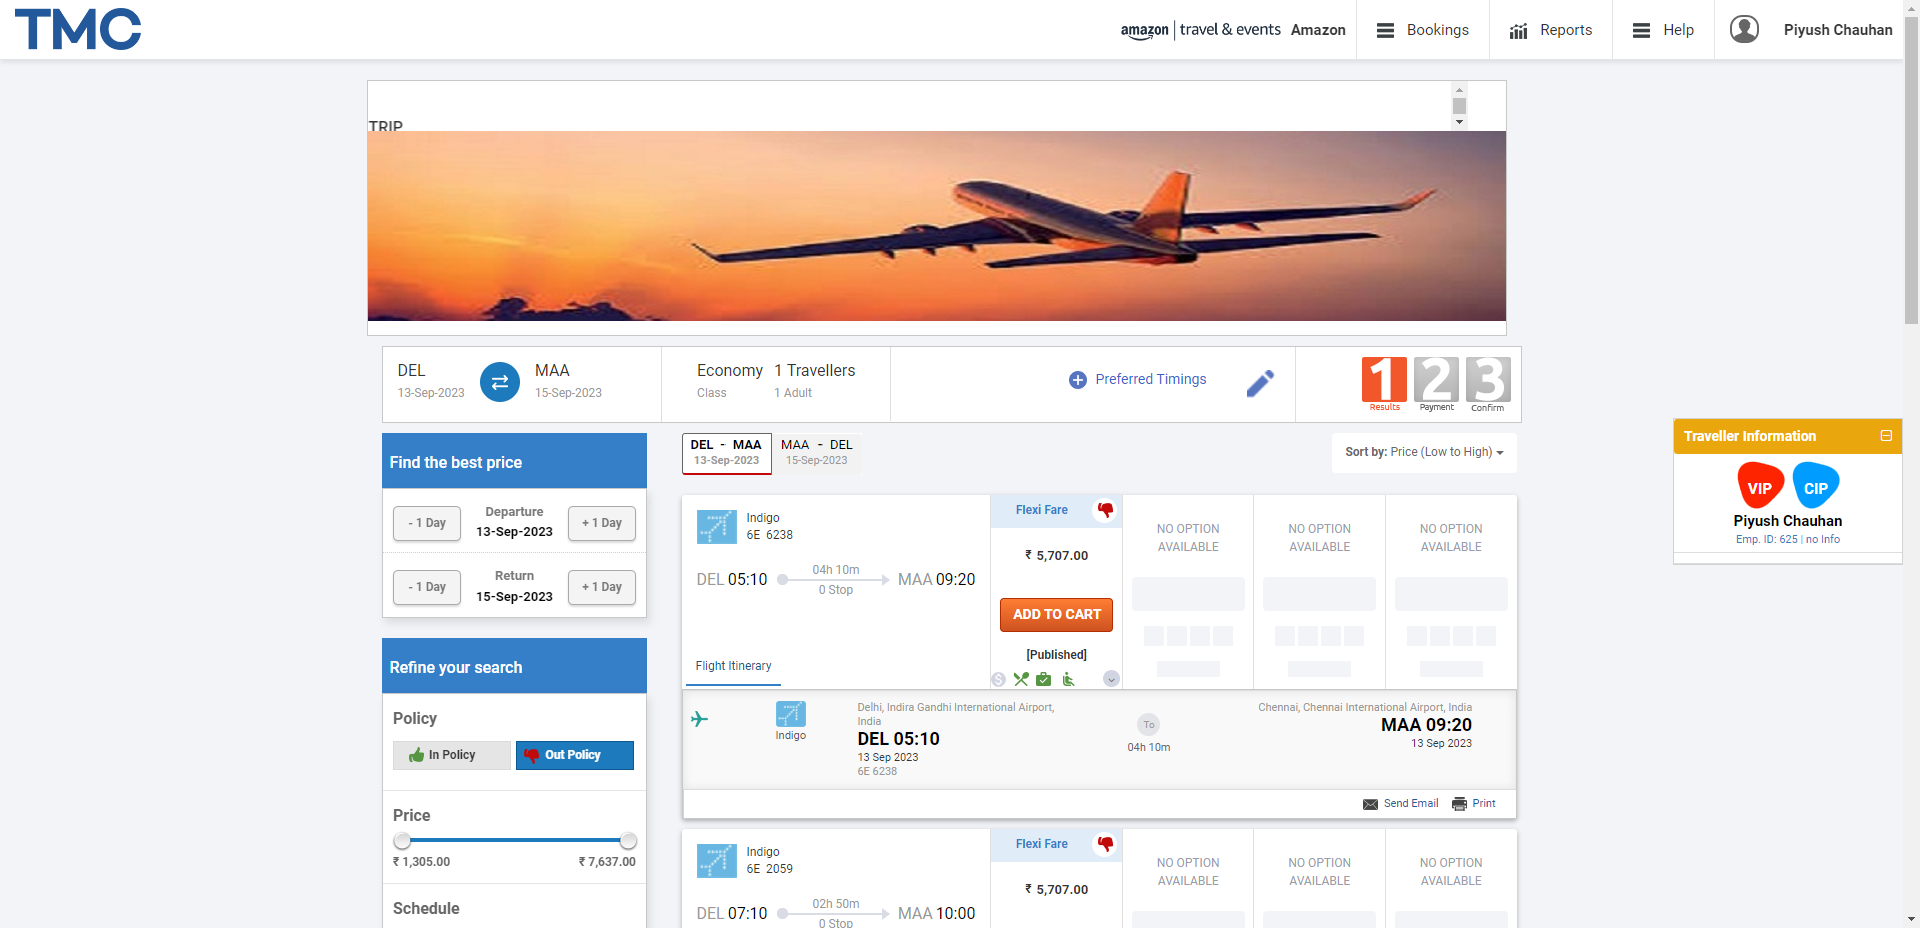 TMC
amazon travel & events Amazon
Bookings
Reports
Help
Piyush Chauhan
TRIP
DEL
13-Sep-2023
MAA
15-Sep-2023
Economy
Class
1 Travellers
1 Adult
Preferred Timings
1 2 3
Results Payment Confirm
Find the best price
- 1 Day
Departure
13-Sep-2023
+ 1 Day
- 1 Day
Return
15-Sep-2023
+ 1 Day
Refine your search
Policy
In Policy
Out Policy
Price
₹ 1,305.00
₹ 7,637.00
Schedule
DEL - MAA
13-Sep-2023
MAA - DEL
15-Sep-2023
Sort by: Price (Low to High)
Indigo
6E 6238
DEL 05:10
04h 10m
0 Stop
MAA 09:20
Flight Itinerary
Flexi Fare
₹ 5,707.00
ADD TO CART
[Published]
NO OPTION
AVAILABLE
NO OPTION
AVAILABLE
NO OPTION
AVAILABLE
Indigo
Delhi, Indira Gandhi International Airport,
India
DEL 05:10
13 Sep 2023
6E 6238
To
04h 10m
Chennai, Chennai International Airport, India
MAA 09:20
13 Sep 2023
Send Email
Print
Indigo
6E 2059
DEL 07:10
02h 50m
0 Stop
MAA 10:00
Flexi Fare
₹ 5,707.00
NO OPTION
AVAILABLE
NO OPTION
AVAILABLE
NO OPTION
AVAILABLE
Traveller Information
VIP
CIP
Piyush Chauhan
Emp. ID: 625 | no Info